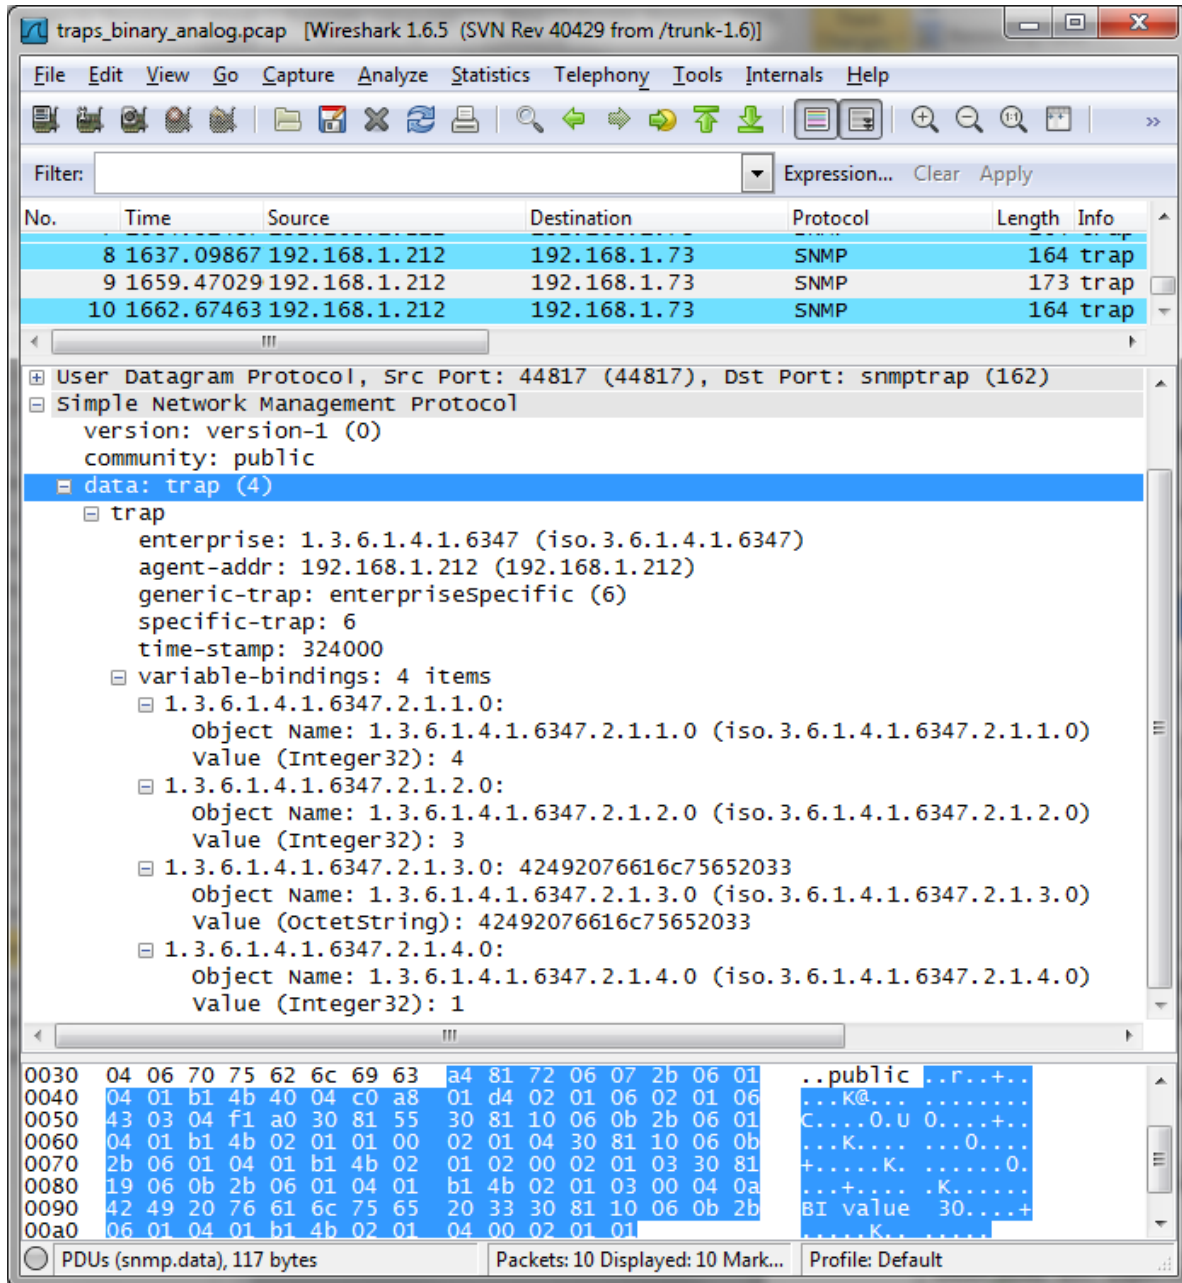 traps_binary_analog.pcap [Wireshark 1.6.5 (SVN Rev 40429 from /trunk-1.6)]
File Edit View Go Capture Analyze Statistics Telephony Tools Internals Help
Filter: Expression... Clear Apply
No. Time Source Destination Protocol Length Info
8 1637.09867 192.168.1.212 192.168.1.73 SNMP 164 trap
9 1659.47029 192.168.1.212 192.168.1.73 SNMP 173 trap
10 1662.67463 192.168.1.212 192.168.1.73 SNMP 164 trap
User Datagram Protocol, Src Port: 44817 (44817), Dst Port: snmptrap (162)
Simple Network Management Protocol
version: version-1 (0)
community: public
data: trap (4)
trap
enterprise: 1.3.6.1.4.1.6347 (iso.3.6.1.4.1.6347)
agent-addr: 192.168.1.212 (192.168.1.212)
generic-trap: enterpriseSpecific (6)
specific-trap: 6
time-stamp: 324000
variable-bindings: 4 items
1.3.6.1.4.1.6347.2.1.1.0:
Object Name: 1.3.6.1.4.1.6347.2.1.1.0 (iso.3.6.1.4.1.6347.2.1.1.0)
Value (Integer32): 4
1.3.6.1.4.1.6347.2.1.2.0:
Object Name: 1.3.6.1.4.1.6347.2.1.2.0 (iso.3.6.1.4.1.6347.2.1.2.0)
Value (Integer32): 3
1.3.6.1.4.1.6347.2.1.3.0: 42492076616c75652033
Object Name: 1.3.6.1.4.1.6347.2.1.3.0 (iso.3.6.1.4.1.6347.2.1.3.0)
Value (OctetString): 42492076616c75652033
1.3.6.1.4.1.6347.2.1.4.0:
Object Name: 1.3.6.1.4.1.6347.2.1.4.0 (iso.3.6.1.4.1.6347.2.1.4.0)
Value (Integer32): 1
0030 04 06 70 75 62 6c 69 63 a4 81 72 06 07 2b 06 01 ..public ..r..+..
0040 04 01 b1 4b 40 04 c0 a8 01 d4 02 01 06 02 01 06 ...K@... ........
0050 43 03 04 f1 a0 30 81 55 30 81 10 06 0b 2b 06 01 C....0.U 0....+..
0060 04 01 b1 4b 02 01 01 00 02 01 04 30 81 10 06 0b ...K.... ...0....
0070 2b 06 01 04 01 b1 4b 02 01 02 00 02 01 03 30 81 +.....K. ......0.
0080 19 06 0b 2b 06 01 04 01 b1 4b 02 01 03 00 04 0a ...+.... .K......
0090 42 49 20 76 61 6c 75 65 20 33 30 81 10 06 0b 2b BI value 30....+
00a0 06 01 04 01 b1 4b 02 01 04 00 02 01 01 .....K.. .....
PDUs (snmp.data), 117 bytes Packets: 10 Displayed: 10 Mark... Profile: Default